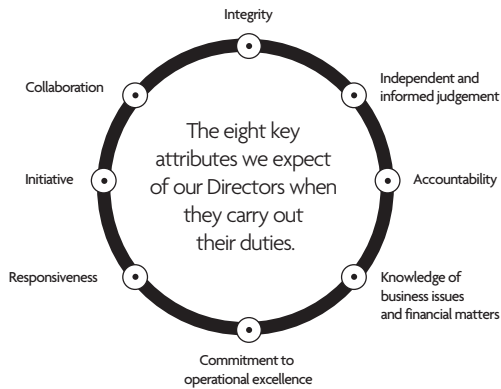 Integrity
Independent and
informed judgement
Accountability
Knowledge of
business issues
and financial matters
Commitment to
operational excellence
Responsiveness
Initiative
Collaboration
The eight key
attributes we expect
of our Directors when
they carry out
their duties.